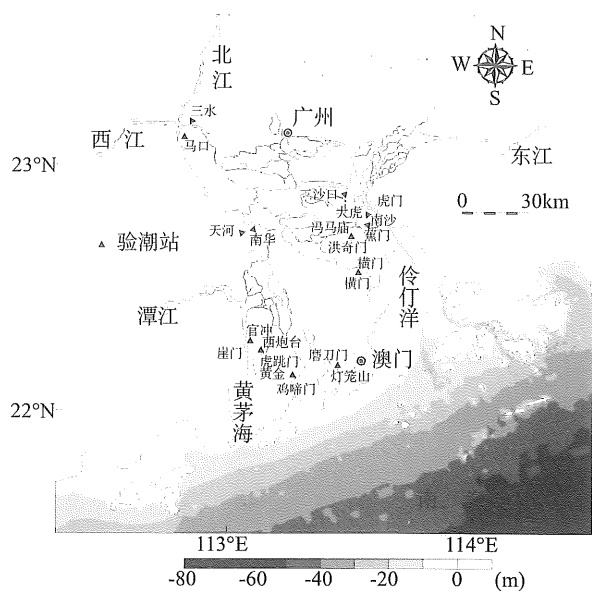 北江
N
W E
S
三水
广州
西 江
马口
23°N
东江
三沙口
虎门
0 30km
大虎
南沙
冯马庙
蕉门
天河
南华
洪奇门
验潮站
横门
横门
伶仃洋
潭江
官冲
西炮台
崖门
虎跳门
磨刀门
澳门
黄金
灯笼山
鸡啼门
22°N
黄茅海
113°E 114°E
-80 -60 -40 -20 0 (m)